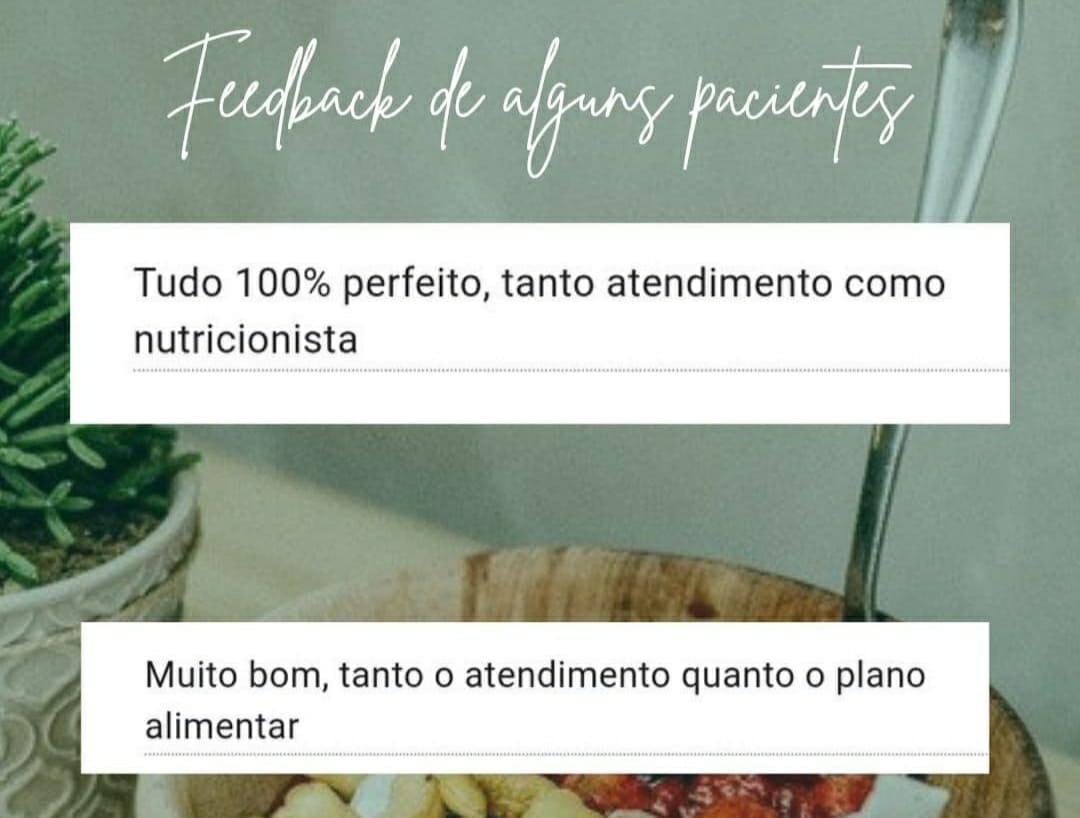 Feedback de alguns pacientes
Tudo 100% perfeito, tanto atendimento como
nutricionista
Muito bom, tanto o atendimento quanto o plano
alimentar